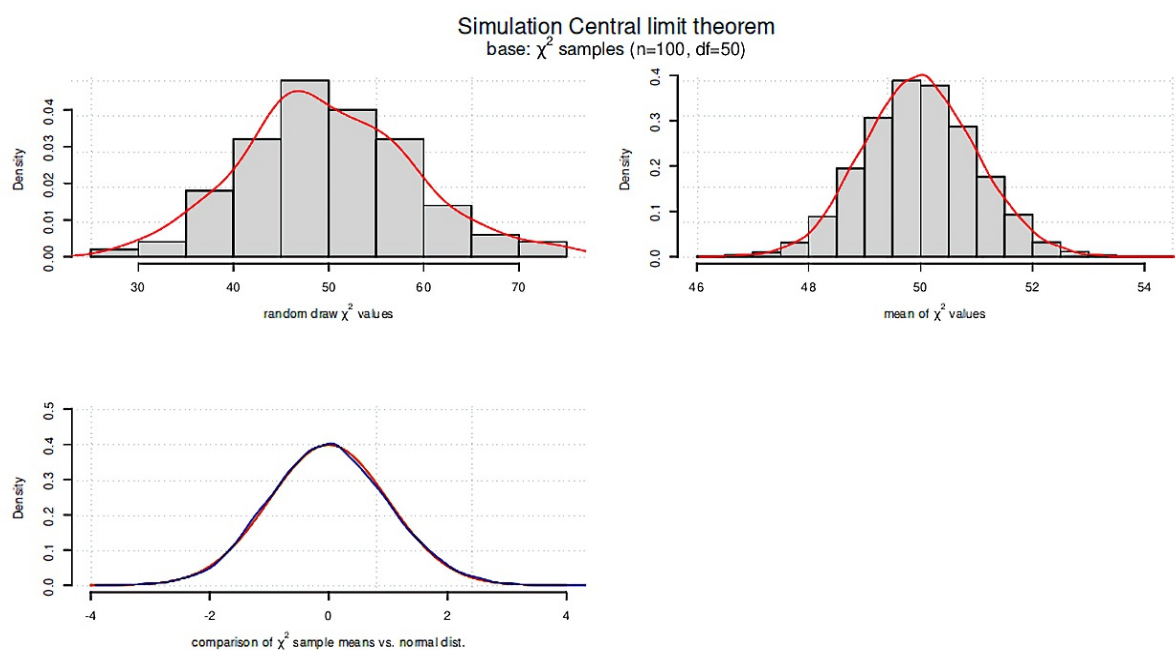 Simulation Central limit theorem
base: χ² samples (n=100, df=50)
Density
0.04
0.03
0.02
0.01
0.00
30 40 50 60 70
random draw χ² values
Density
0.4
0.3
0.2
0.1
0.0
46 48 50 52 54
mean of χ² values
Density
0.5
0.4
0.3
0.2
0.1
0.0
-4 -2 0 2 4
comparison of χ² sample means vs. normal dist.